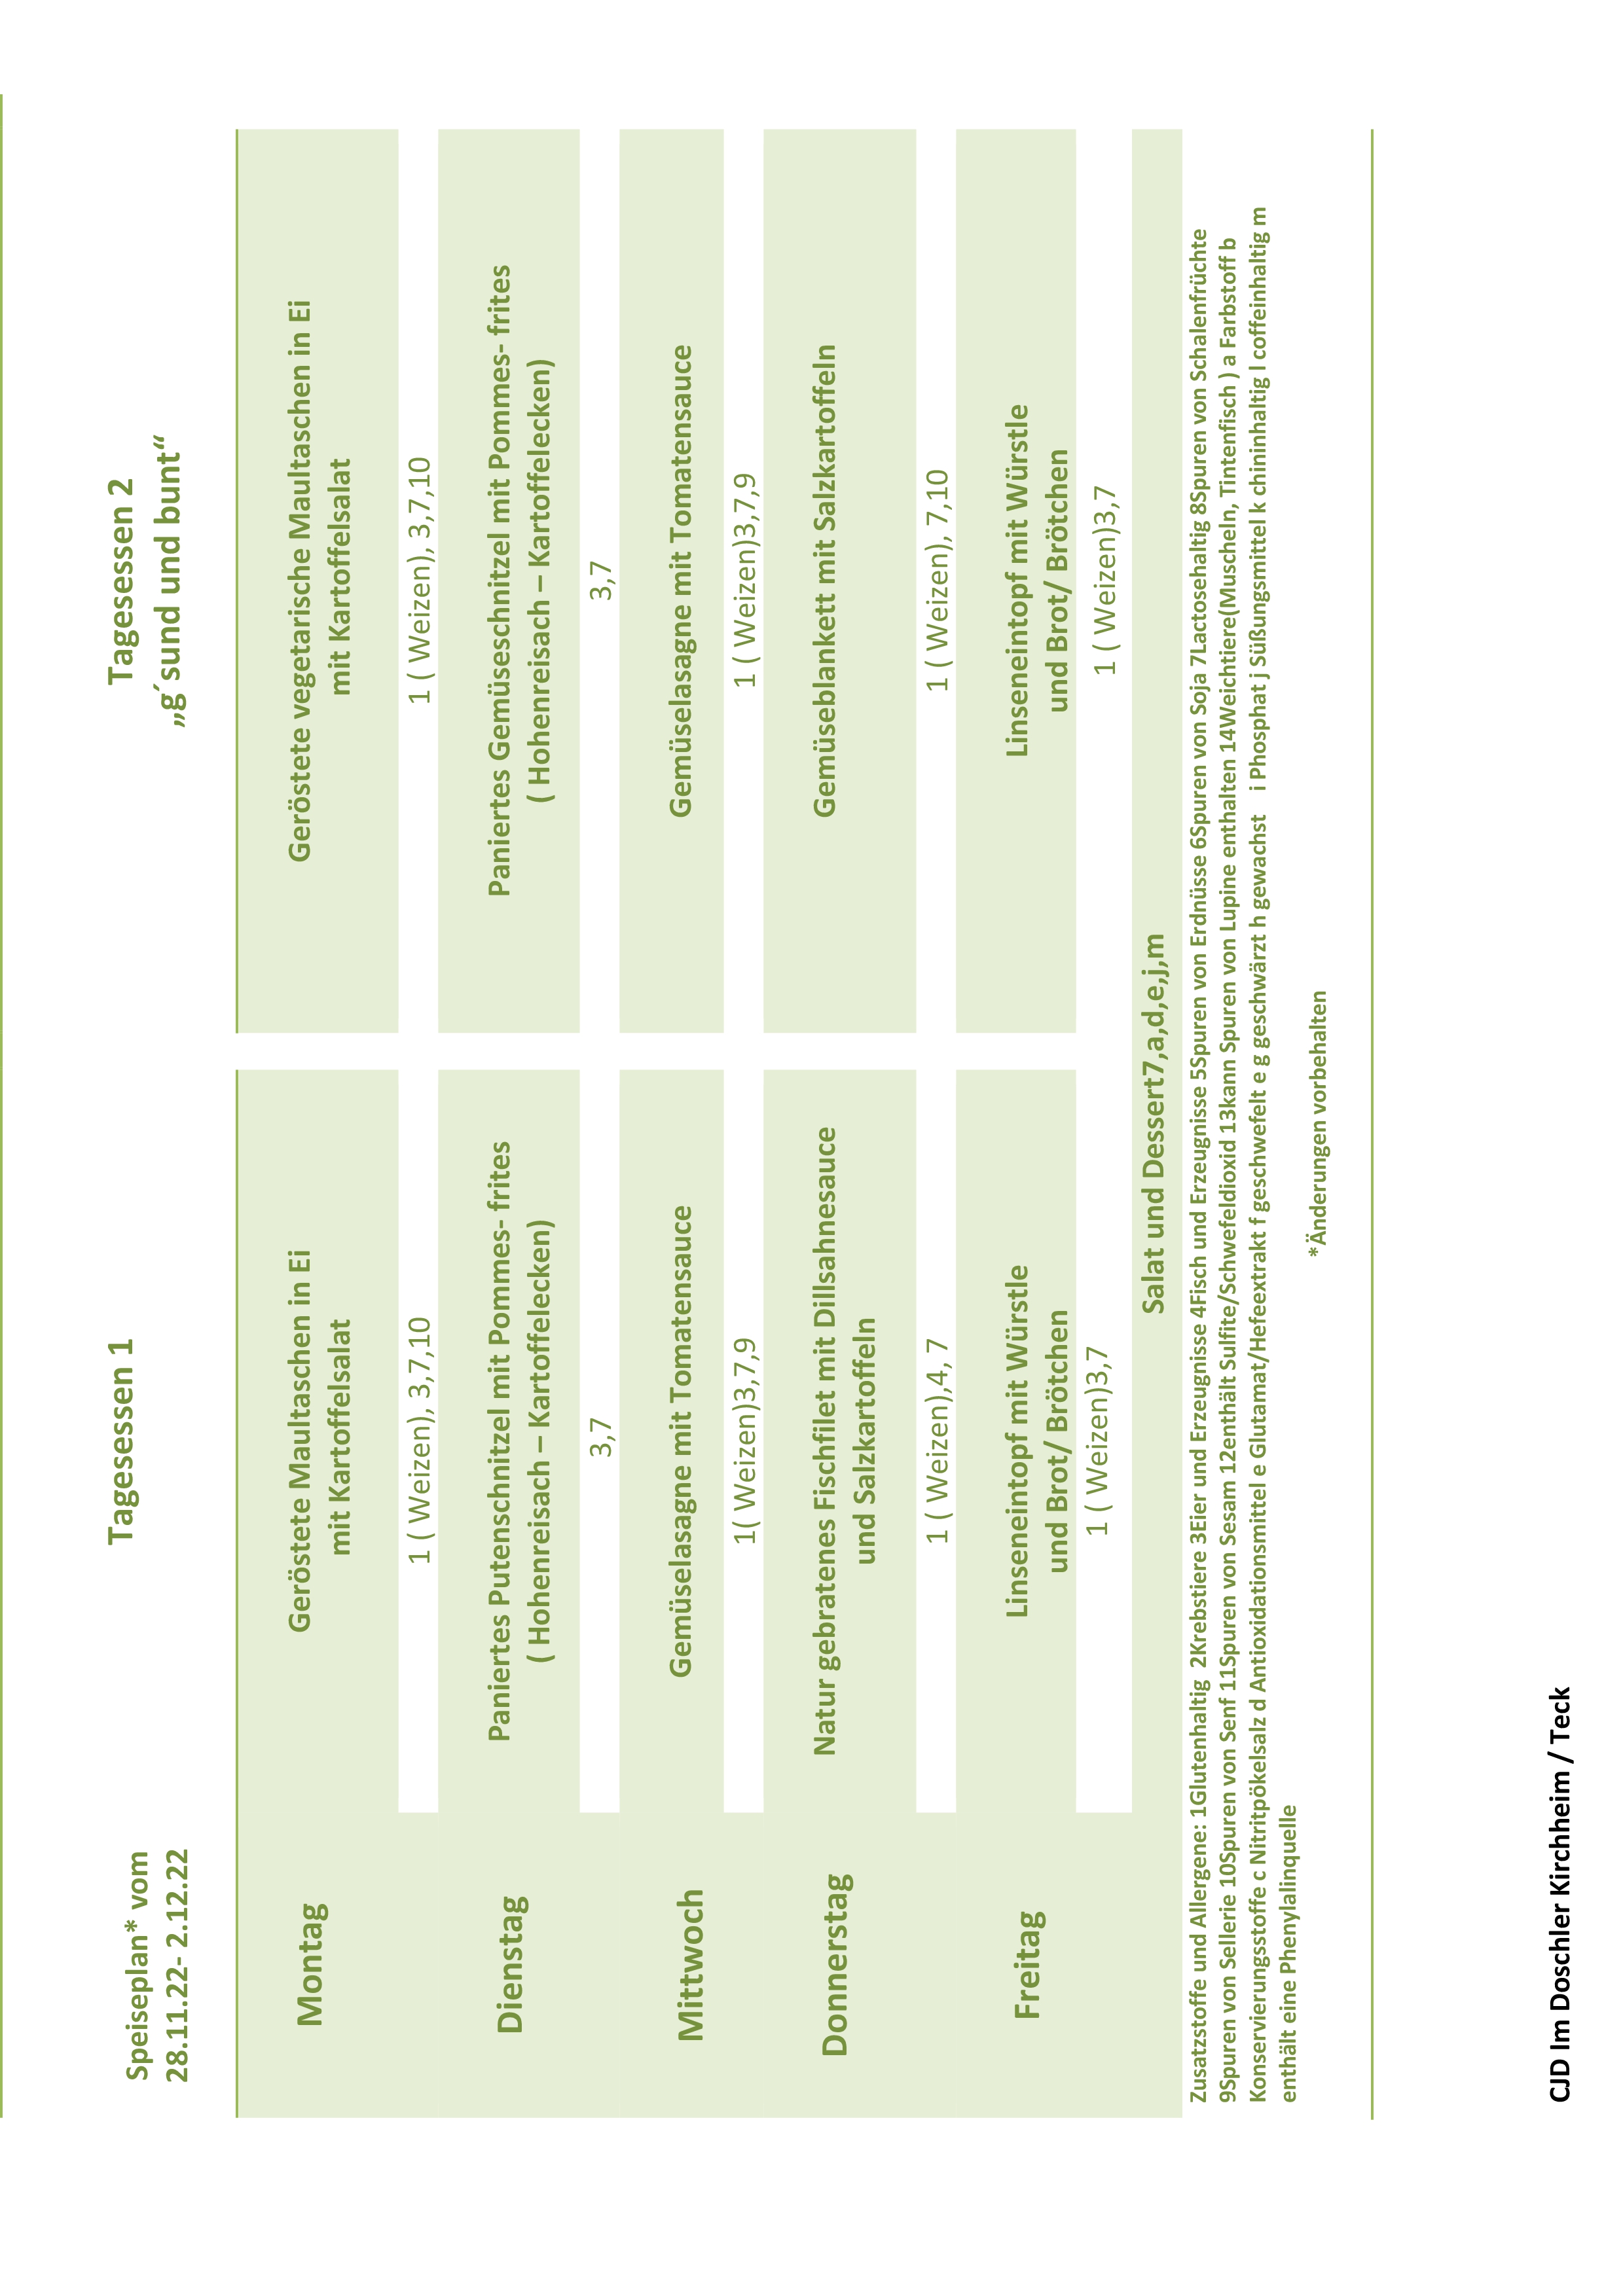 Speiseplan* vom
28.11.22- 2.12.22
Tagesessen 1
Tagesessen 2
„g´sund und bunt“
Montag
Geröstete Maultaschen in Ei
mit Kartoffelsalat
Geröstete vegetarische Maultaschen in Ei
mit Kartoffelsalat
1 ( Weizen), 3,7,10
1 ( Weizen), 3,7,10
Dienstag
Paniertes Putenschnitzel mit Pommes- frites
( Hohenreisach – Kartoffelecken)
Paniertes Gemüseschnitzel mit Pommes- frites
( Hohenreisach – Kartoffelecken)
3,7
3,7
Mittwoch
Gemüselasagne mit Tomatensauce
Gemüselasagne mit Tomatensauce
1( Weizen)3,7,9
1 ( Weizen)3,7,9
Donnerstag
Natur gebratenes Fischfilet mit Dillsahnesauce
und Salzkartoffeln
Gemüseblankett mit Salzkartoffeln
1 ( Weizen),4, 7
1 ( Weizen), 7,10
Freitag
Linseneintopf mit Würstle
und Brot/ Brötchen
Linseneintopf mit Würstle
und Brot/ Brötchen
1 ( Weizen)3,7
1 ( Weizen)3,7
Salat und Dessert7,a,d,e,j,m
Zusatzstoffe und Allergene: 1Glutenhaltig 2Krebstiere 3Eier und Erzeugnisse 4Fisch und Erzeugnisse 5Spuren von Erdnüsse 6Spuren von Soja 7Lactosehaltig 8Spuren von Schalenfrüchte
9Spuren von Sellerie 10Spuren von Senf 11Spuren von Sesam 12enthält Sulfite/Schwefeldioxid 13kann Spuren von Lupine enthalten 14Weichtiere(Muscheln, Tintenfisch ) a Farbstoff b
Konservierungsstoffe c Nitritpökelsalz d Antioxidationsmittel e Glutamat/Hefeextrakt f geschwefelt e g geschwärzt h gewachst i Phosphat j Süßungsmittel k chininhaltig l coffeinhaltig m
enthält eine Phenylalinquelle
*Änderungen vorbehalten
CJD Im Doschler Kirchheim / Teck